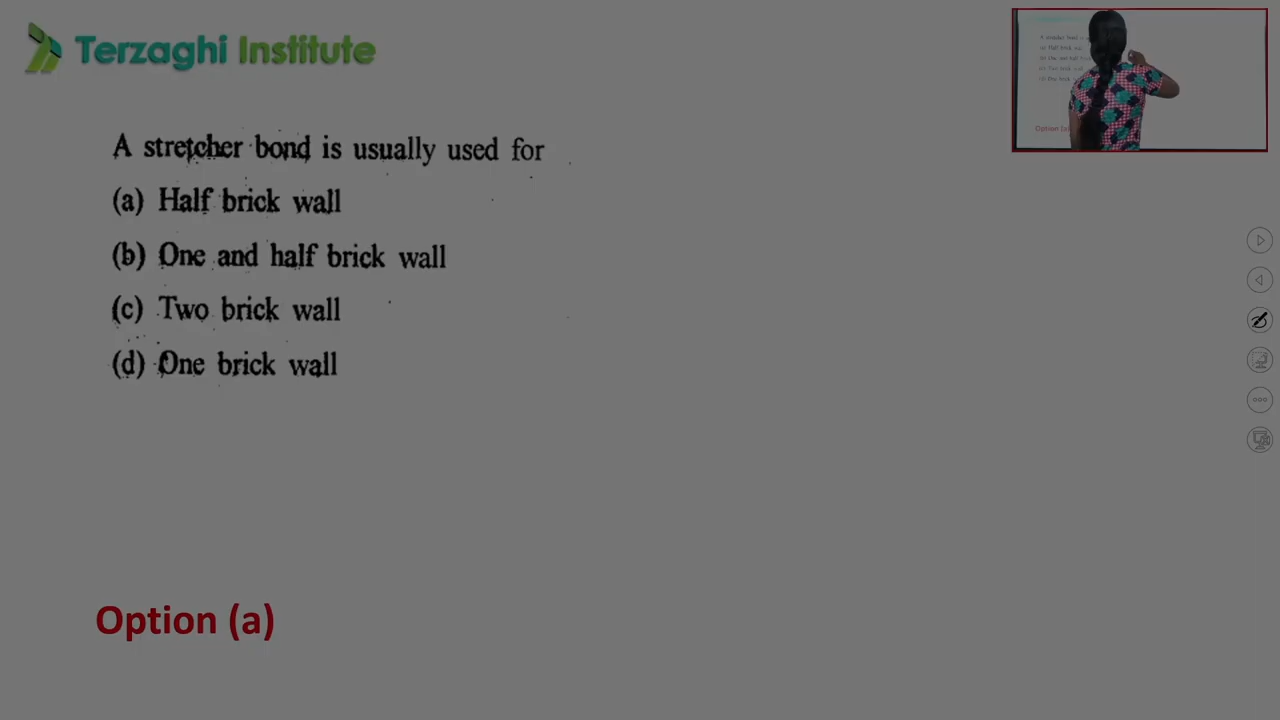 Terzaghi Institute
A stretcher bond is usually used for
(a) Half brick wall
(b) One and half brick wall
(c) Two brick wall
(d) One brick wall
Option (a)